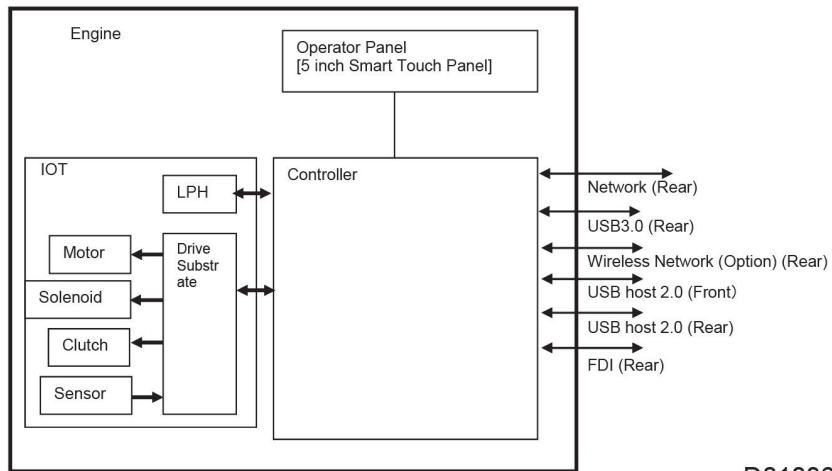 Engine
Operator Panel
[5 inch Smart Touch Panel]
IOT
LPH
Controller
Motor
Drive
Substr
ate
Solenoid
Clutch
Sensor
Network (Rear)
USB3.0 (Rear)
Wireless Network (Option) (Rear)
USB host 2.0 (Front)
USB host 2.0 (Rear)
FDI (Rear)